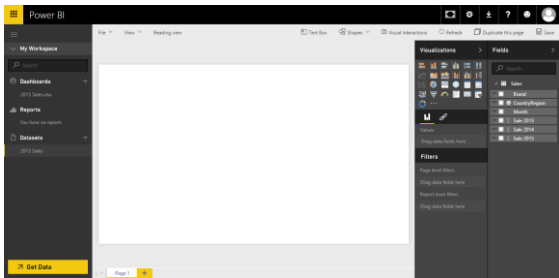 Power BI
?
File
View
Reading view
Text Box
Shapes
Visual Interactions
Refresh
Duplicate this page
Save
My Workspace
Search
Dashboards
2015 Sales.xlsx
Reports
You have no reports
Datasets
2015 Sales
Get Data
Page 1
Visualizations
Values
Drag data fields here
Filters
Page level filters
Drag data fields here
Report level filters
Drag data fields here
Fields
Search
Sales
Brand
CountryRegion
Month
Sale 2013
Sale 2014
Sale 2015